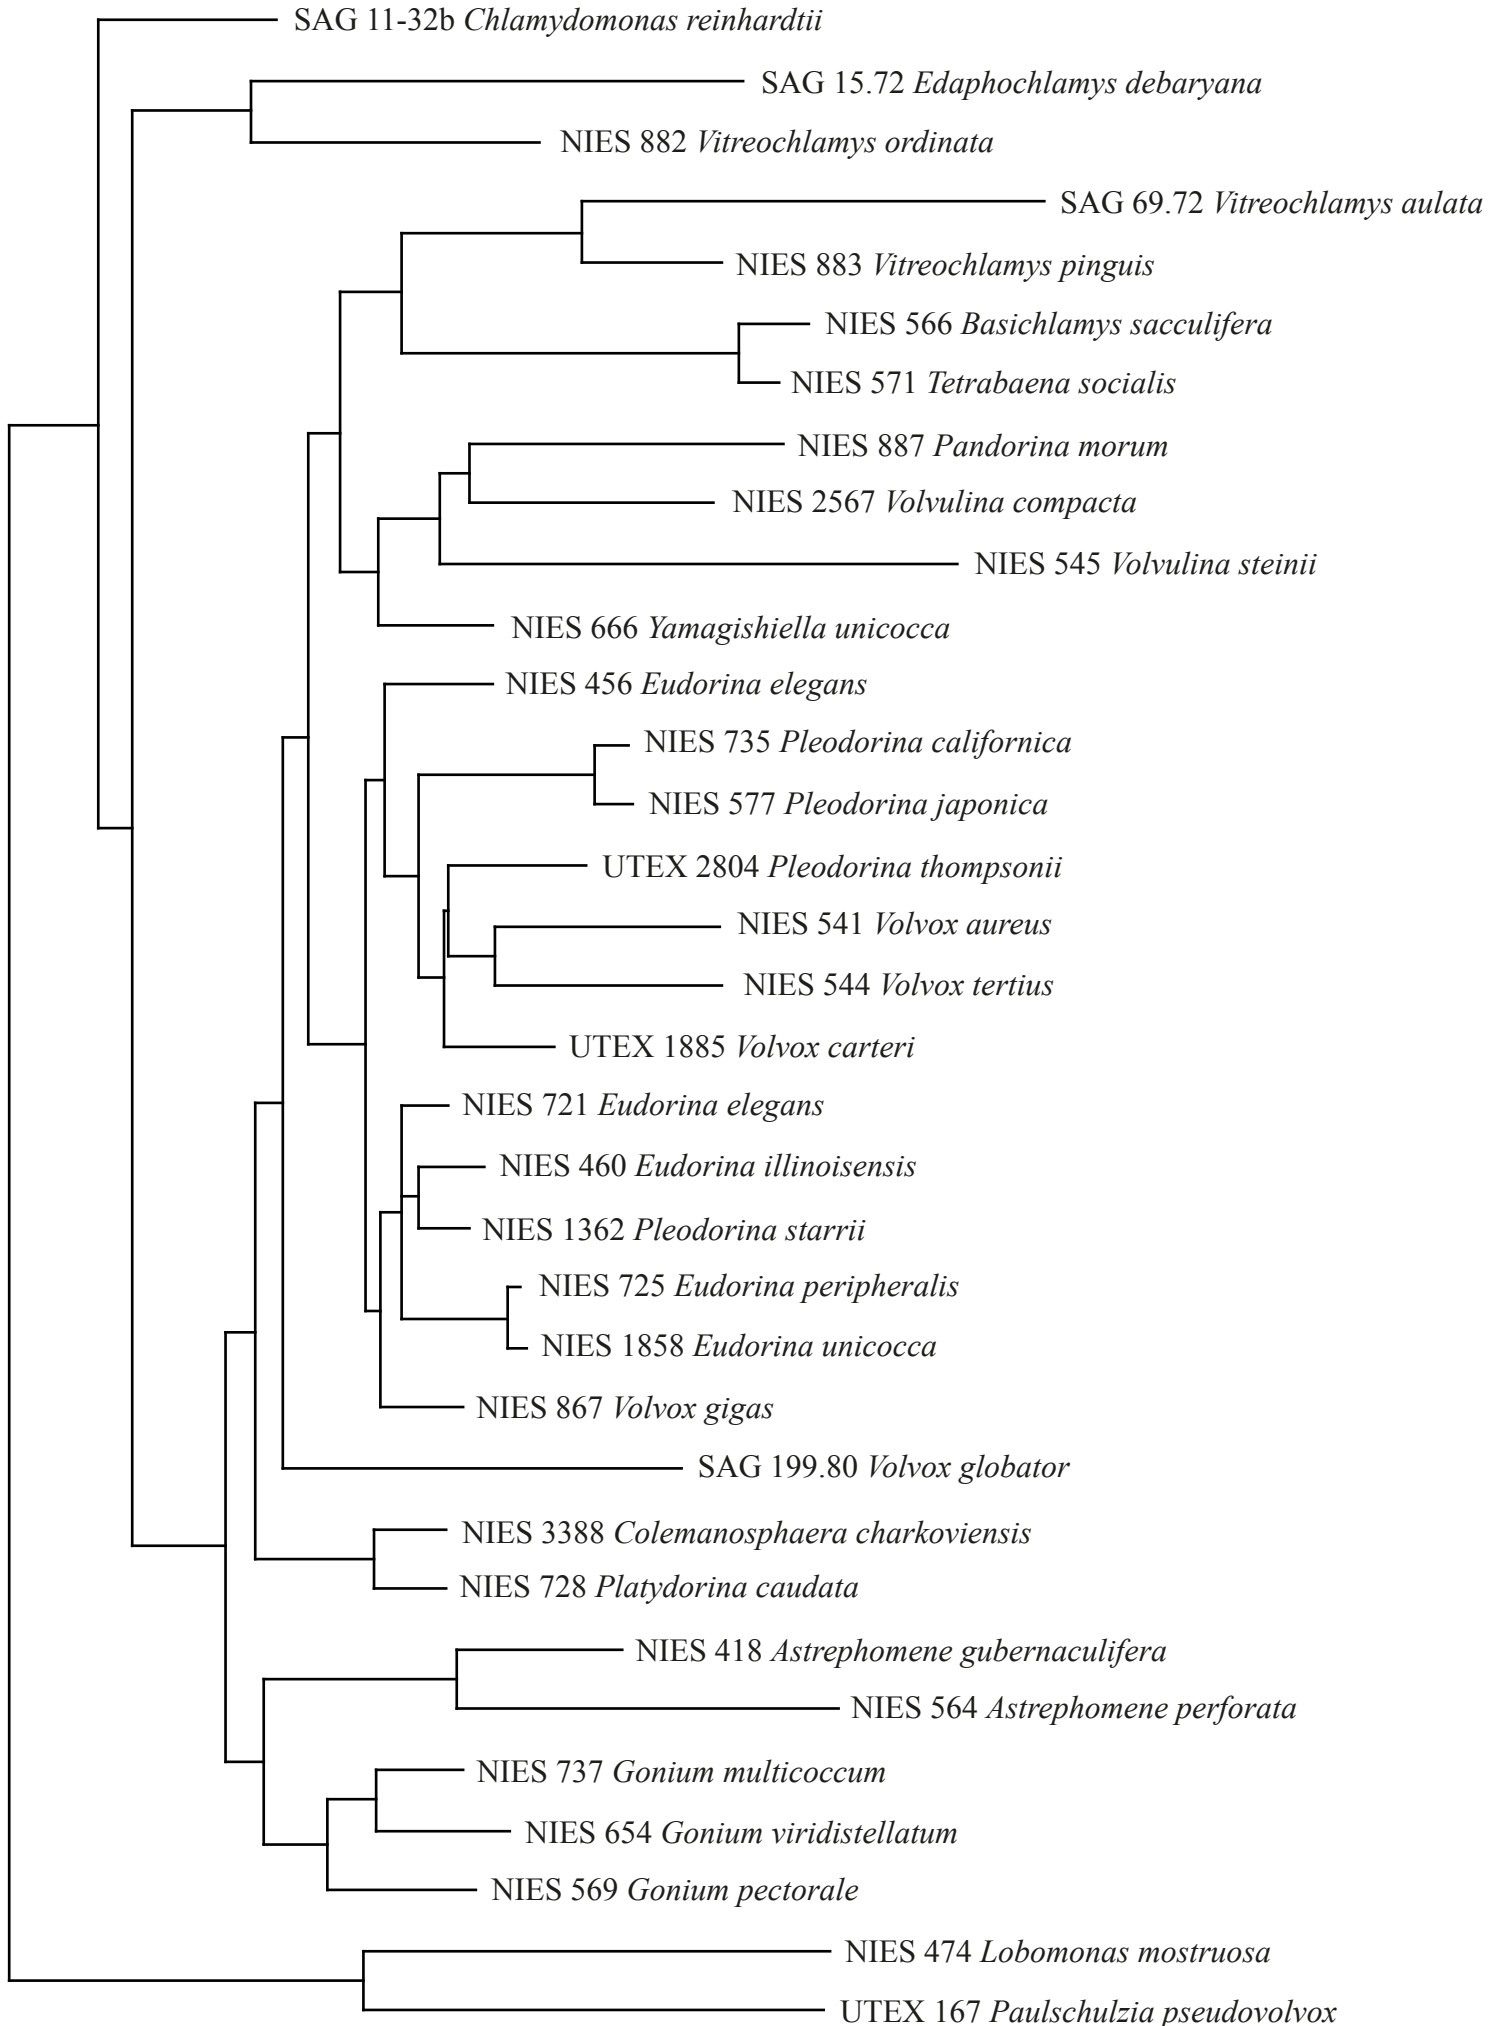 SAG 11-32b Chlamydomonas reinhardtii
SAG 15.72 Edaphochlamys debaryana
NIES 882 Vitreochlamys ordinata
SAG 69.72 Vitreochlamys aulata
NIES 883 Vitreochlamys pinguis
NIES 566 Basichlamys sacculifera
NIES 571 Tetrabaena socialis
NIES 887 Pandorina morum
NIES 2567 Volvulina compacta
NIES 545 Volvulina steinii
NIES 666 Yamagishiella unicocca
NIES 456 Eudorina elegans
NIES 735 Pleodorina californica
NIES 577 Pleodorina japonica
UTEX 2804 Pleodorina thompsonii
NIES 541 Volvox aureus
NIES 544 Volvox tertius
UTEX 1885 Volvox carteri
NIES 721 Eudorina elegans
NIES 460 Eudorina illinoisensis
NIES 1362 Pleodorina starrii
NIES 725 Eudorina peripheralis
NIES 1858 Eudorina unicocca
NIES 867 Volvox gigas
SAG 199.80 Volvox globator
NIES 3388 Colemanosphaera charkoviensis
NIES 728 Platydorina caudata
NIES 418 Astrephomene gubernaculifera
NIES 564 Astrephomene perforata
NIES 737 Gonium multicoccum
NIES 654 Gonium viridistellatum
NIES 569 Gonium pectorale
NIES 474 Lobomonas mostruosa
UTEX 167 Paulschulzia pseudovolvox